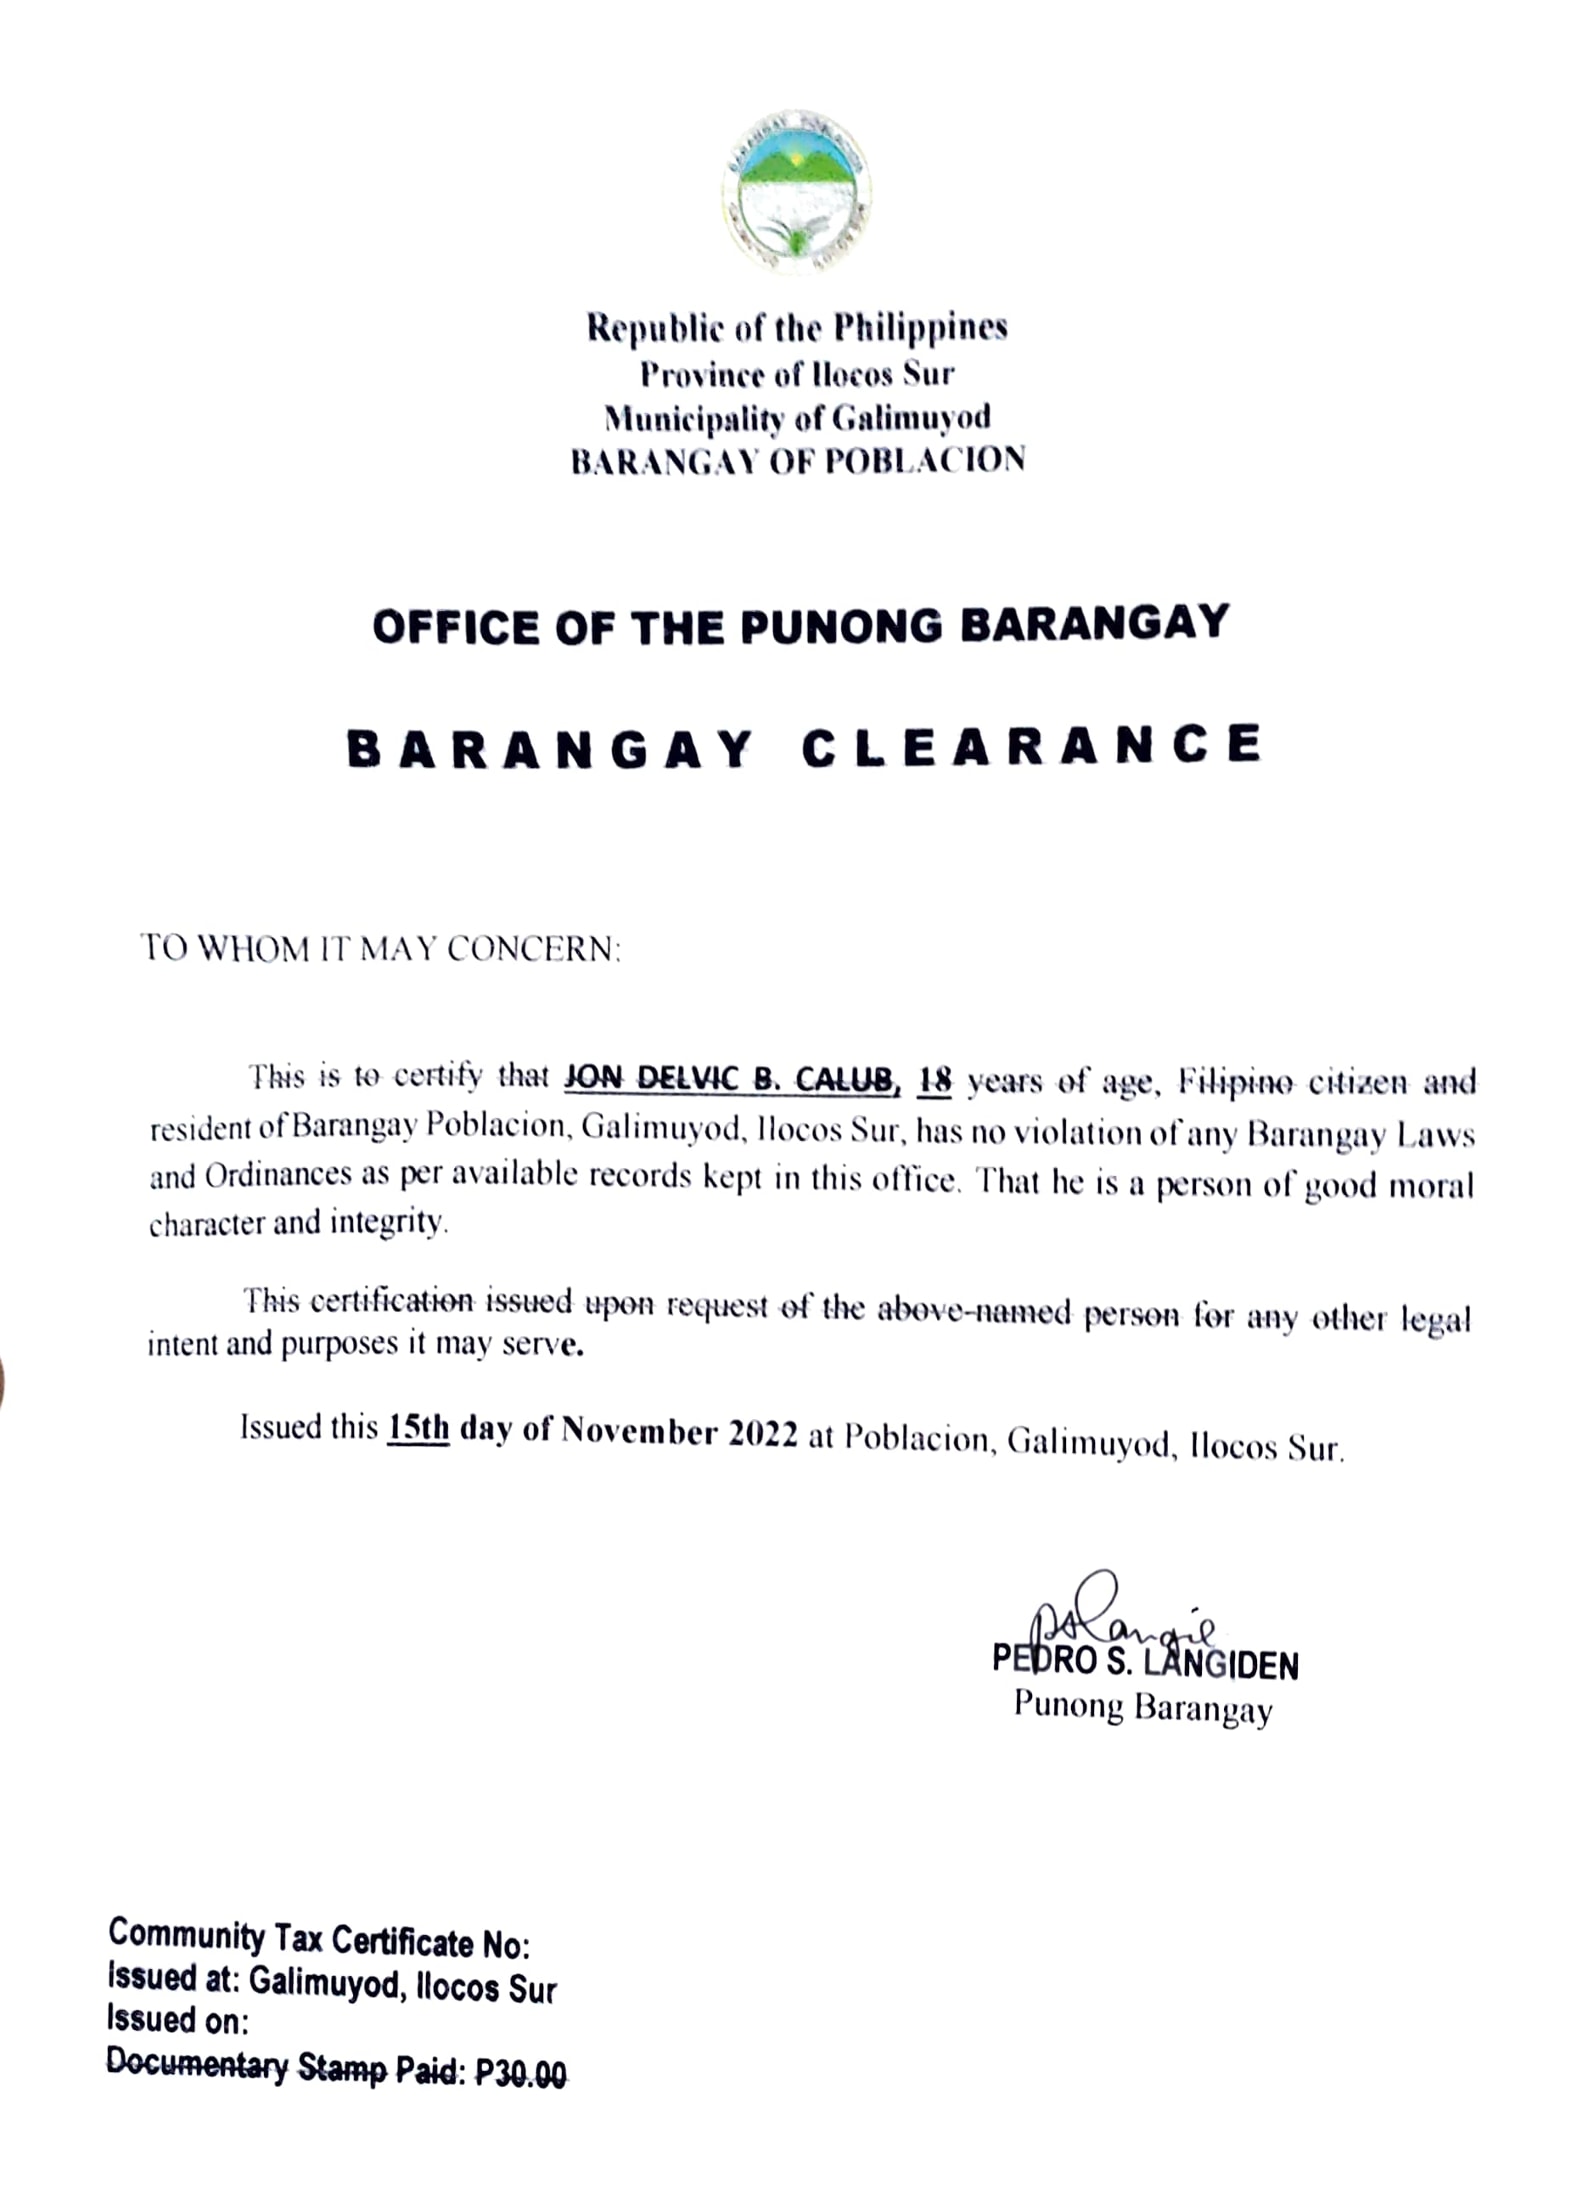 BARANGAY POBLACION
Republic of the Philippines
Province of Ilocos Sur
Municipality of Galimuyod
BARANGAY OF POBLACION
OFFICE OF THE PUNONG BARANGAY
BARANGAY CLEARANCE
TO WHOM IT MAY CONCERN:
This is to certify that JON DELVIC B. CALUB, 18 years of age, Filipino citizen and
resident of Barangay Poblacion, Galimuyod, Ilocos Sur, has no violation of any Barangay Laws
and Ordinances as per available records kept in this office. That he is a person of good moral
character and integrity.
This certification issued upon request of the above-named person for any other legal
intent and purposes it may serve.
Issued this 15th day of November 2022 at Poblacion, Galimuyod, Ilocos Sur.
PEDRO S. LANGIDEN
Punong Barangay
Community Tax Certificate No:
Issued at: Galimuyod, Ilocos Sur
Issued on:
Documentary Stamp Paid: P30.00